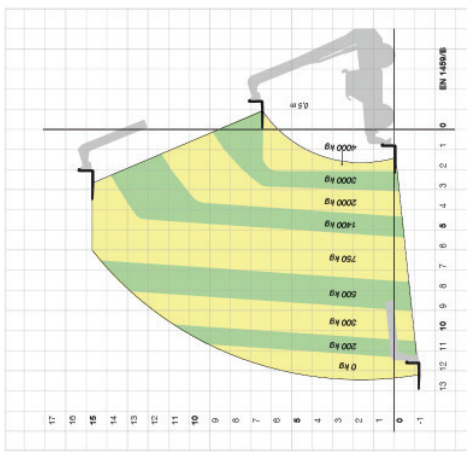 EN 1459/B
0,5 m
4000 kg
3000 kg
2000 kg
1400 kg
750 kg
500 kg
300 kg
200 kg
0 kg
0 1 2 3 4 5 6 7 8 9 10 11 12 13
17 16 15 14 13 12 11 10 9 8 7 6 5 4 3 2 1 0 -1